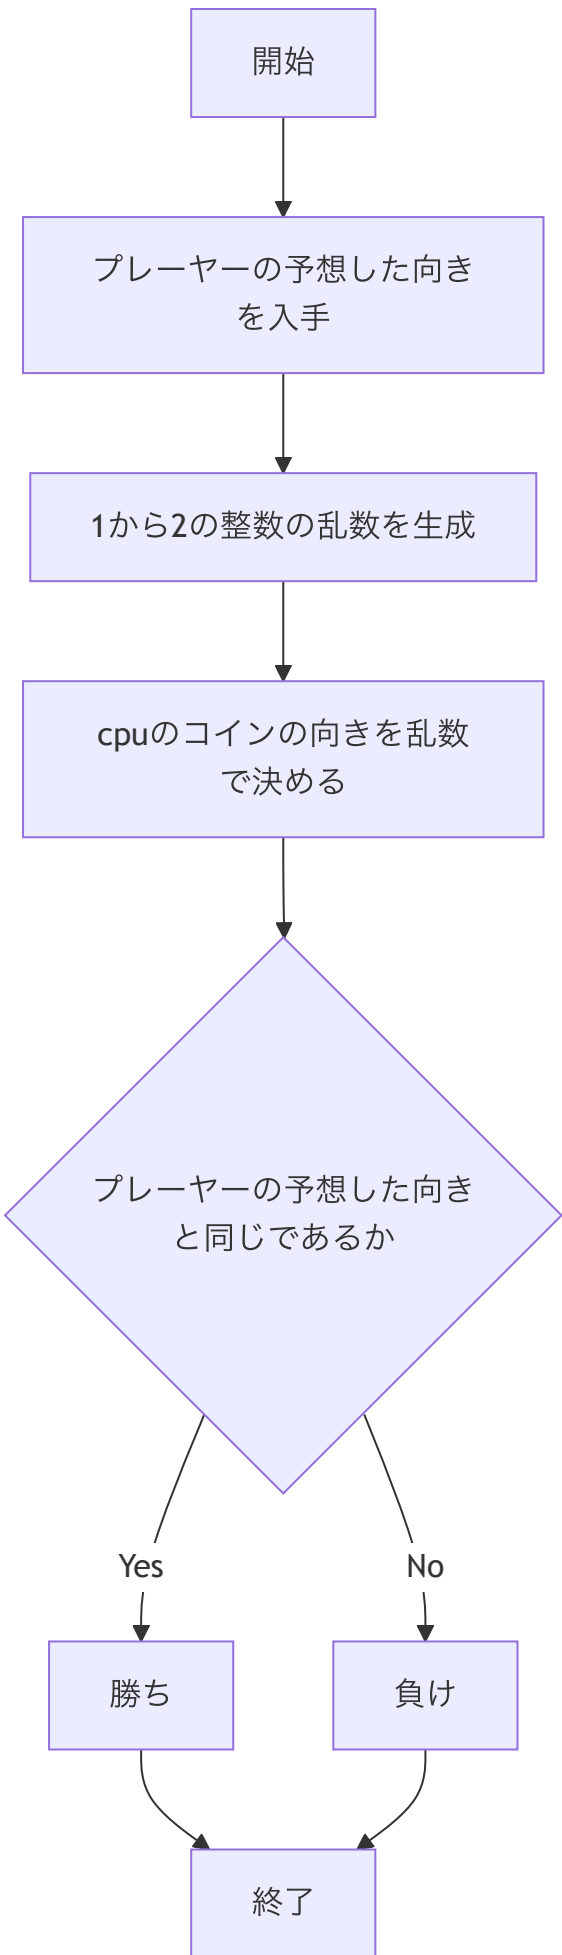 開始
プレーヤーの予想した向き
を入手
1から2の整数の乱数を生成
cpuのコインの向きを乱数
で決める
プレーヤーの予想した向き
と同じであるか
Yes
No
勝ち
負け
終了